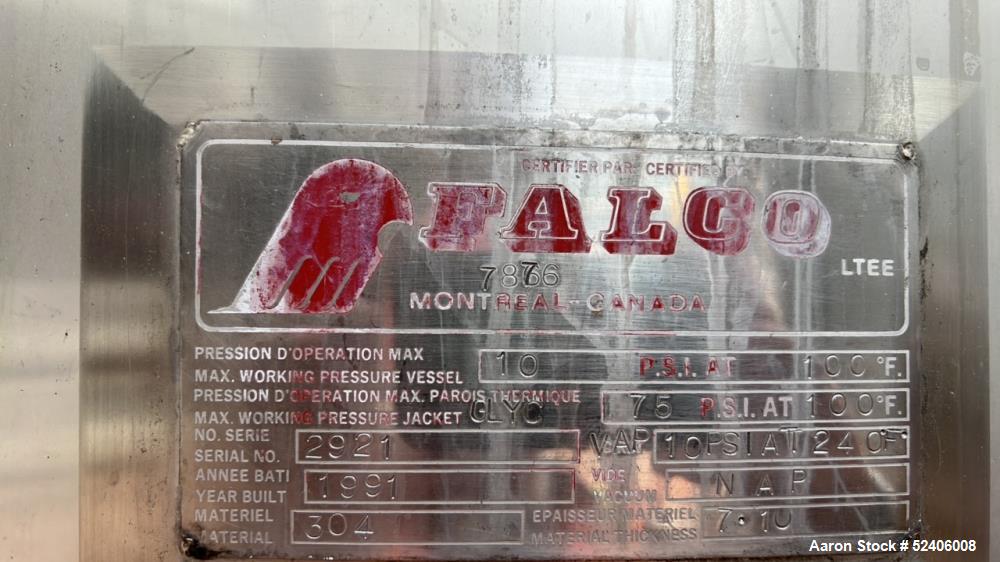 CERTIFIER PAR: CERTIFIED BY:
FALCO
LTEE
MONTREAL-CANADA
PRESSION D'OPERATION MAX
MAX. WORKING PRESSURE VESSEL 10 P.S.I. AT 100°F.
PRESSION D'OPERATION MAX. PAROIS THERMIQUE
MAX. WORKING PRESSURE JACKET GLYC 75 P.S.I. AT 100°F.
NO. SERIE
SERIAL NO. 2921 VAP 10PSI AT 240F
ANNEE BATI VIDE
YEAR BUILT 1991 VACUUM NAP
MATERIEL EPAISSEUR MATERIEL
MATERIAL 304 MATERIAL THICKNESS 7•10
Aaron Stock # 52406008